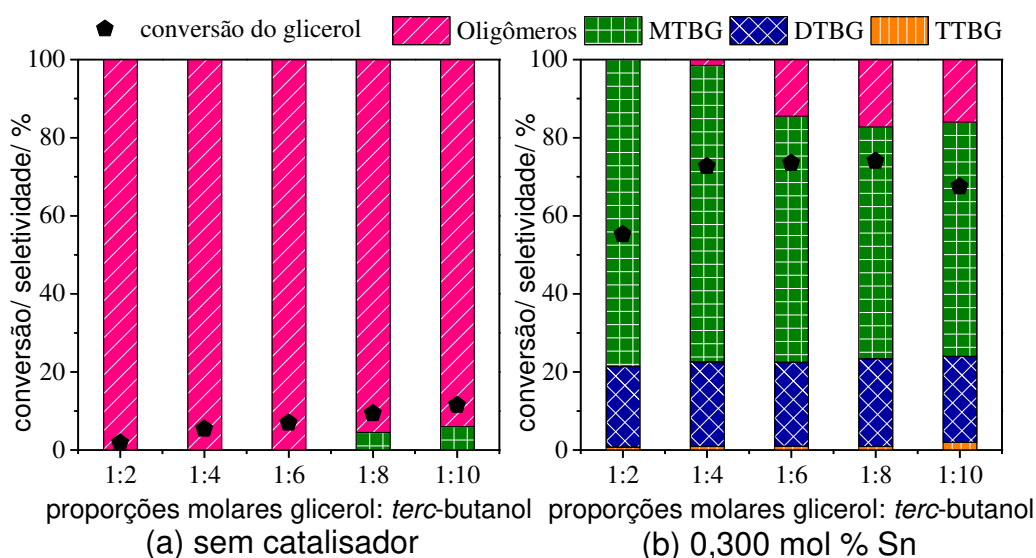 conversão do glicerol Oligômeros MTBG DTBG TTBG
conversão/ seletividade/ %
100
80
60
40
20
0
1:2 1:4 1:6 1:8 1:10
proporções molares glicerol: terc-butanol
(a) sem catalisador
conversão/ seletividade/ %
100
80
60
40
20
0
1:2 1:4 1:6 1:8 1:10
proporções molares glicerol: terc-butanol
(b) 0,300 mol % Sn